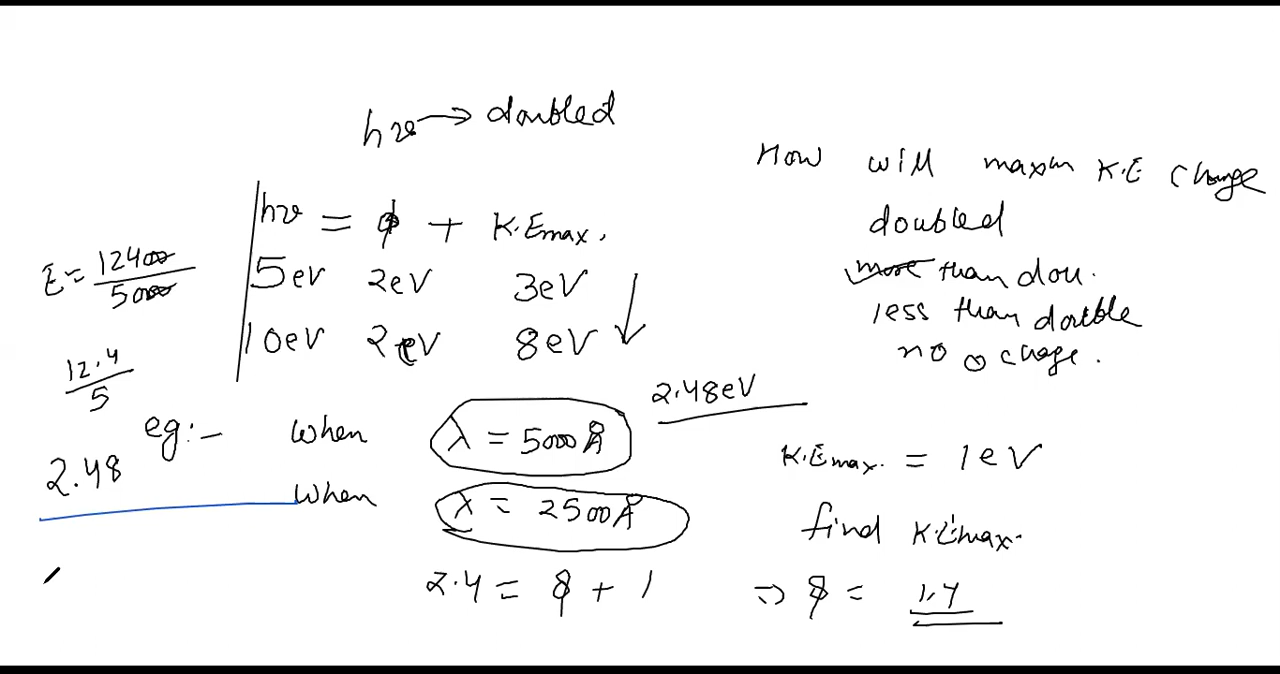 hν → doubled
How will maxm K.E change
doubled
more than dou.
less than double
no change.
hν = φ + K.Emax.
5eV 2eV 3eV
10eV 2eV 8eV
E = 12400/5000
12.4/5
2.48
eg:- when λ = 5000 Å 2.48eV K.Emax. = 1eV
when λ = 2500 Å find K.E'max.
2.4 = φ + 1 ⇒ φ = 1.4